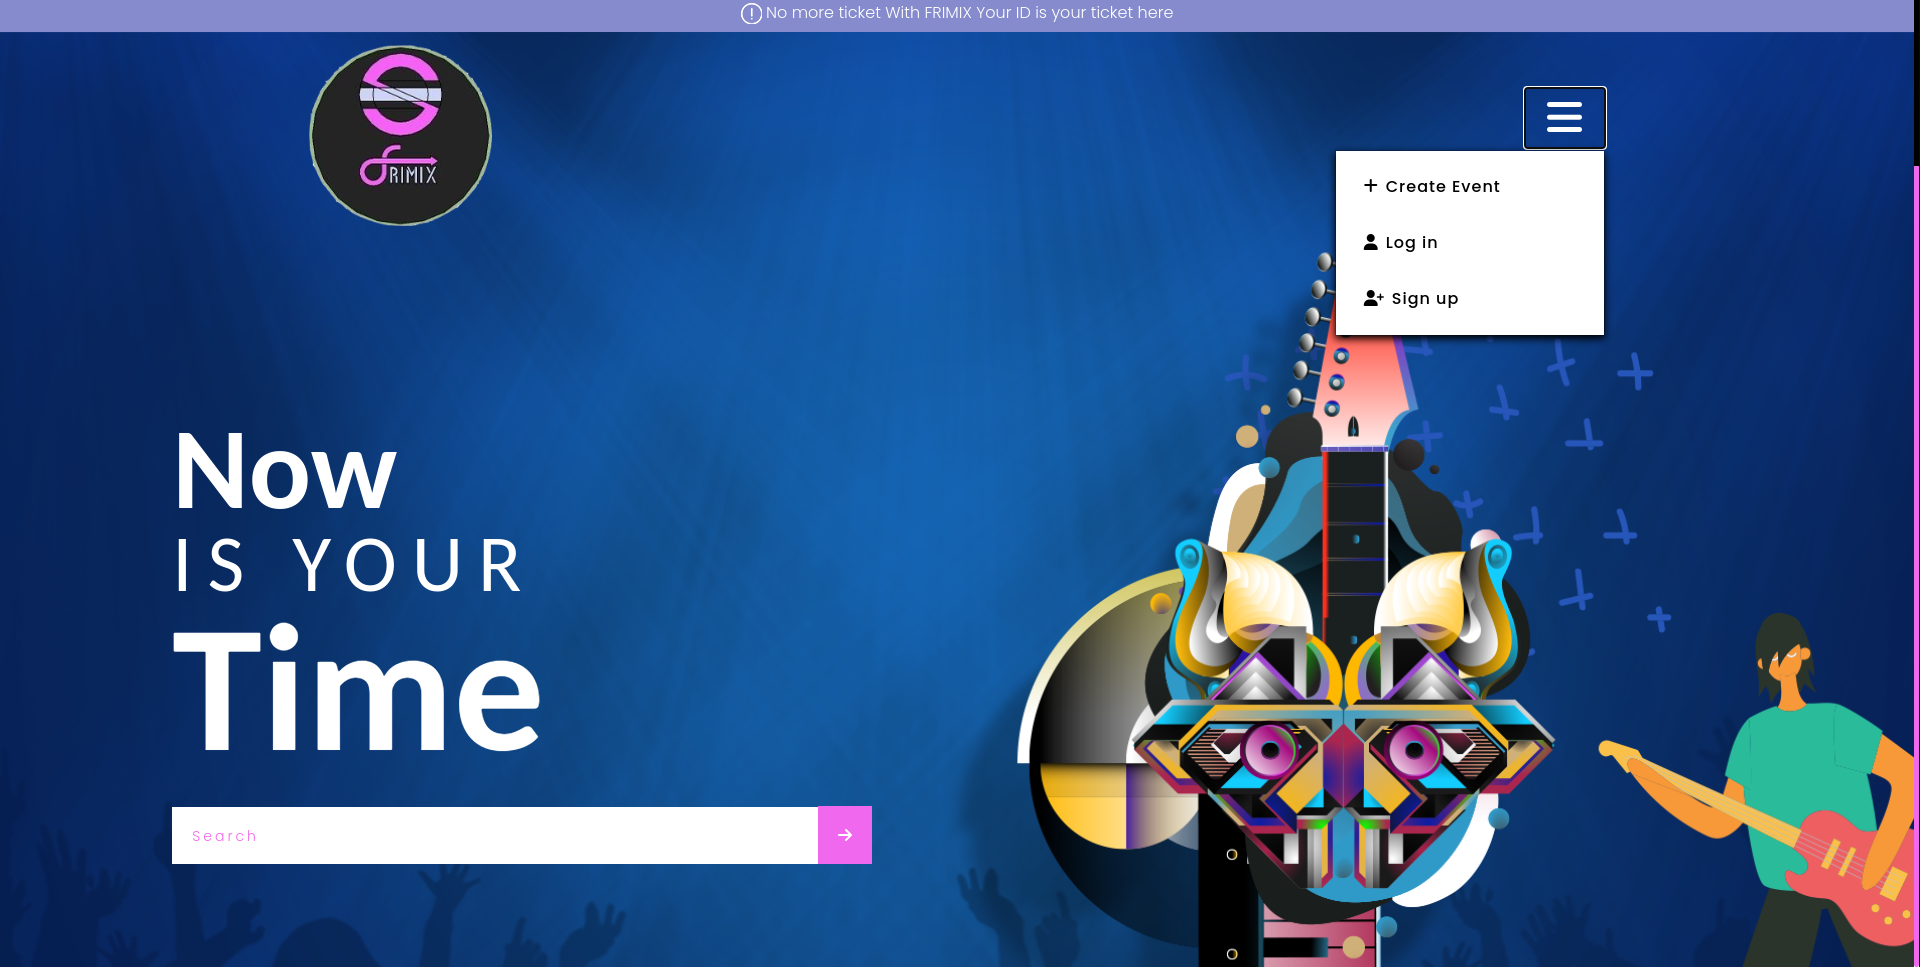 No more ticket With FRIMIX Your ID is your ticket here
FRIMIX
Create Event
Log in
Sign up
Now
IS YOUR
Time
Search